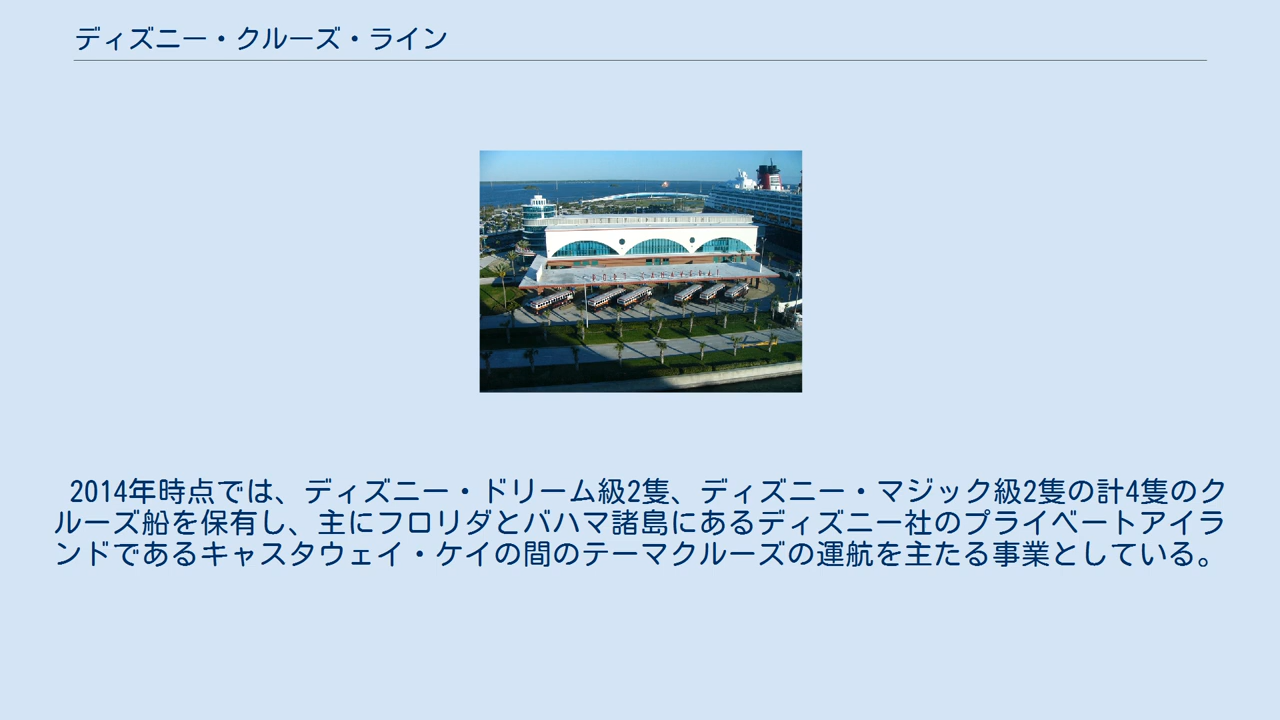 ディズニー・クルーズ・ライン
2014年時点では、ディズニー・ドリーム級2隻、ディズニー・マジック級2隻の計4隻のク
ルーズ船を保有し、主にフロリダとバハマ諸島にあるディズニー社のプライベートアイラ
ンドであるキャスタウェイ・ケイの間のテーマクルーズの運航を主たる事業としている。